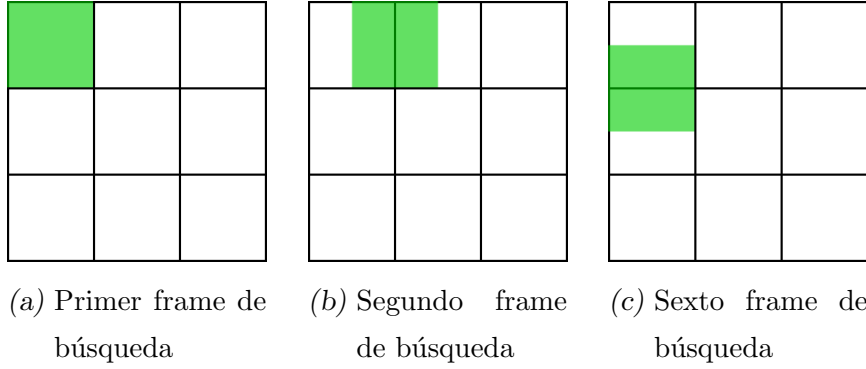 (a) Primer frame de
búsqueda
(b) Segundo frame
de búsqueda
(c) Sexto frame de
búsqueda